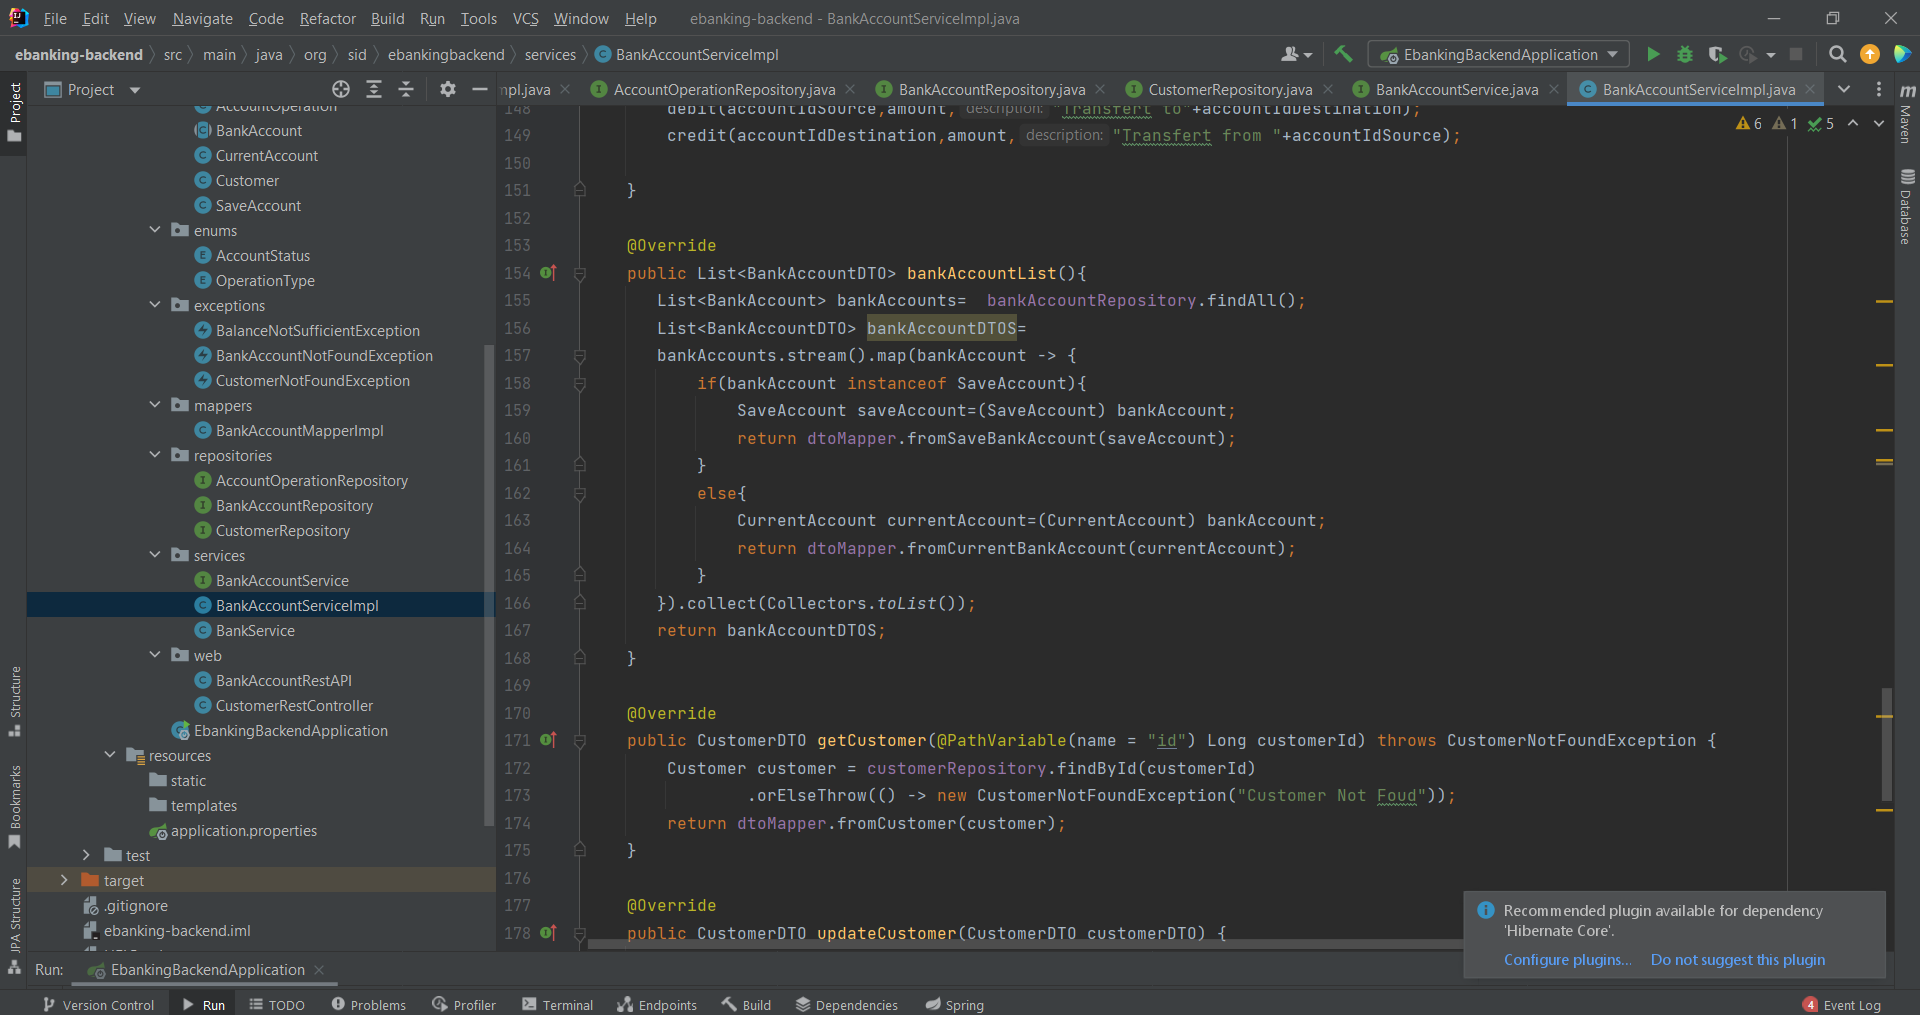 File Edit View Navigate Code Refactor Build Run Tools VCS Window Help ebanking-backend - BankAccountServiceImpl.java
ebanking-backend src main java org sid ebankingbackend services BankAccountServiceImpl EbankingBackendApplication
Project
mpl.java AccountOperationRepository.java BankRepository.java CustomerRepository.java BankAccountService.java BankAccountServiceImpl.java
6 1 5
Project
AccountOperation
BankAccount
CurrentAccount
Customer
SaveAccount
enums
AccountStatus
OperationType
exceptions
BalanceNotSufficientException
BankAccountNotFoundException
CustomerNotFoundException
mappers
BankAccountMapperImpl
repositories
AccountOperationRepository
BankAccountRepository
CustomerRepository
services
BankAccountService
BankAccountServiceImpl
BankService
web
BankAccountRestAPI
CustomerRestController
EbankingBackendApplication
resources
static
templates
application.properties
test
target
.gitignore
ebanking-backend.iml
Structure
Bookmarks
JPA Structure
148 debit(accountIdSource,amount, description: "Transfert to"+accountIdDestination);
149 credit(accountIdDestination,amount, description: "Transfert from "+accountIdSource);
150
151 }
152
153 @Override
154 public List<BankAccountDTO> bankAccountList(){
155 List<BankAccount> bankAccounts= bankAccountRepository.findAll();
156 List<BankAccountDTO> bankAccountDTOS=
157 bankAccounts.stream().map(bankAccount -> {
158 if(bankAccount instanceof SaveAccount){
159 SaveAccount saveAccount=(SaveAccount) bankAccount;
160 return dtoMapper.fromSaveBankAccount(saveAccount);
161 }
162 else{
163 CurrentAccount currentAccount=(CurrentAccount) bankAccount;
164 return dtoMapper.fromCurrentBankAccount(currentAccount);
165 }
166 }).collect(Collectors.toList());
167 return bankAccountDTOS;
168 }
169
170 @Override
171 public CustomerDTO getCustomer(@PathVariable(name = "id") Long customerId) throws CustomerNotFoundException {
172 Customer customer = customerRepository.findById(customerId)
173 .orElseThrow(() -> new CustomerNotFoundException("Customer Not Foud"));
174 return dtoMapper.fromCustomer(customer);
175 }
176
177 @Override
178 public CustomerDTO updateCustomer(CustomerDTO customerDTO) {
Maven
Database
Recommended plugin available for dependency
'Hibernate Core'.
Configure plugins... Do not suggest this plugin
Run: EbankingBackendApplication
Version Control Run TODO Problems Profiler Terminal Endpoints Build Dependencies Spring 4 Event Log